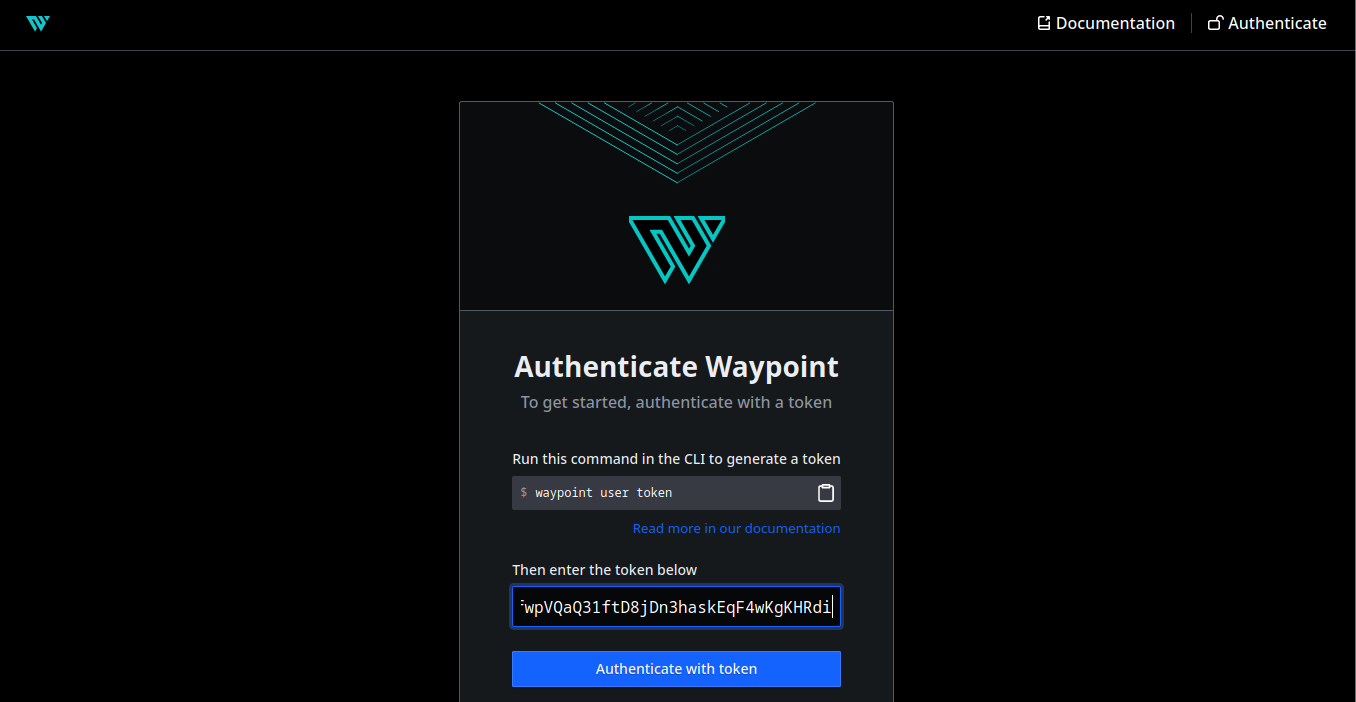 Documentation
Authenticate
Authenticate Waypoint
To get started, authenticate with a token
Run this command in the CLI to generate a token
$ waypoint user token
Read more in our documentation
Then enter the token below
wpVQaQ31ftD8jDn3haskEqF4wKgKHRdi
Authenticate with token